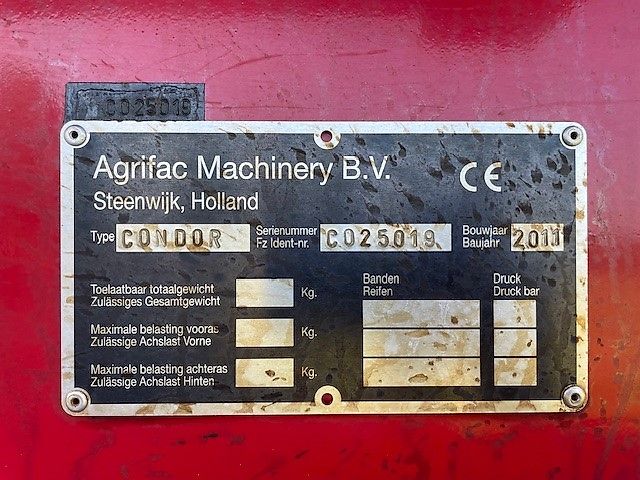 CO25019
Agrifac Machinery B.V. CE
Steenwijk, Holland
Type CONDOR Serienummer Fz Ident-nr. CO25019 Bouwjaar Baujahr 2011
Toelaatbaar totaalgewicht
Zulässiges Gesamtgewicht Kg.
Banden
Reifen
Druck
Druck bar
Maximale belasting vooras
Zulässige Achslast Vorne Kg.
Maximale belasting achteras
Zulässige Achslast Hinten Kg.